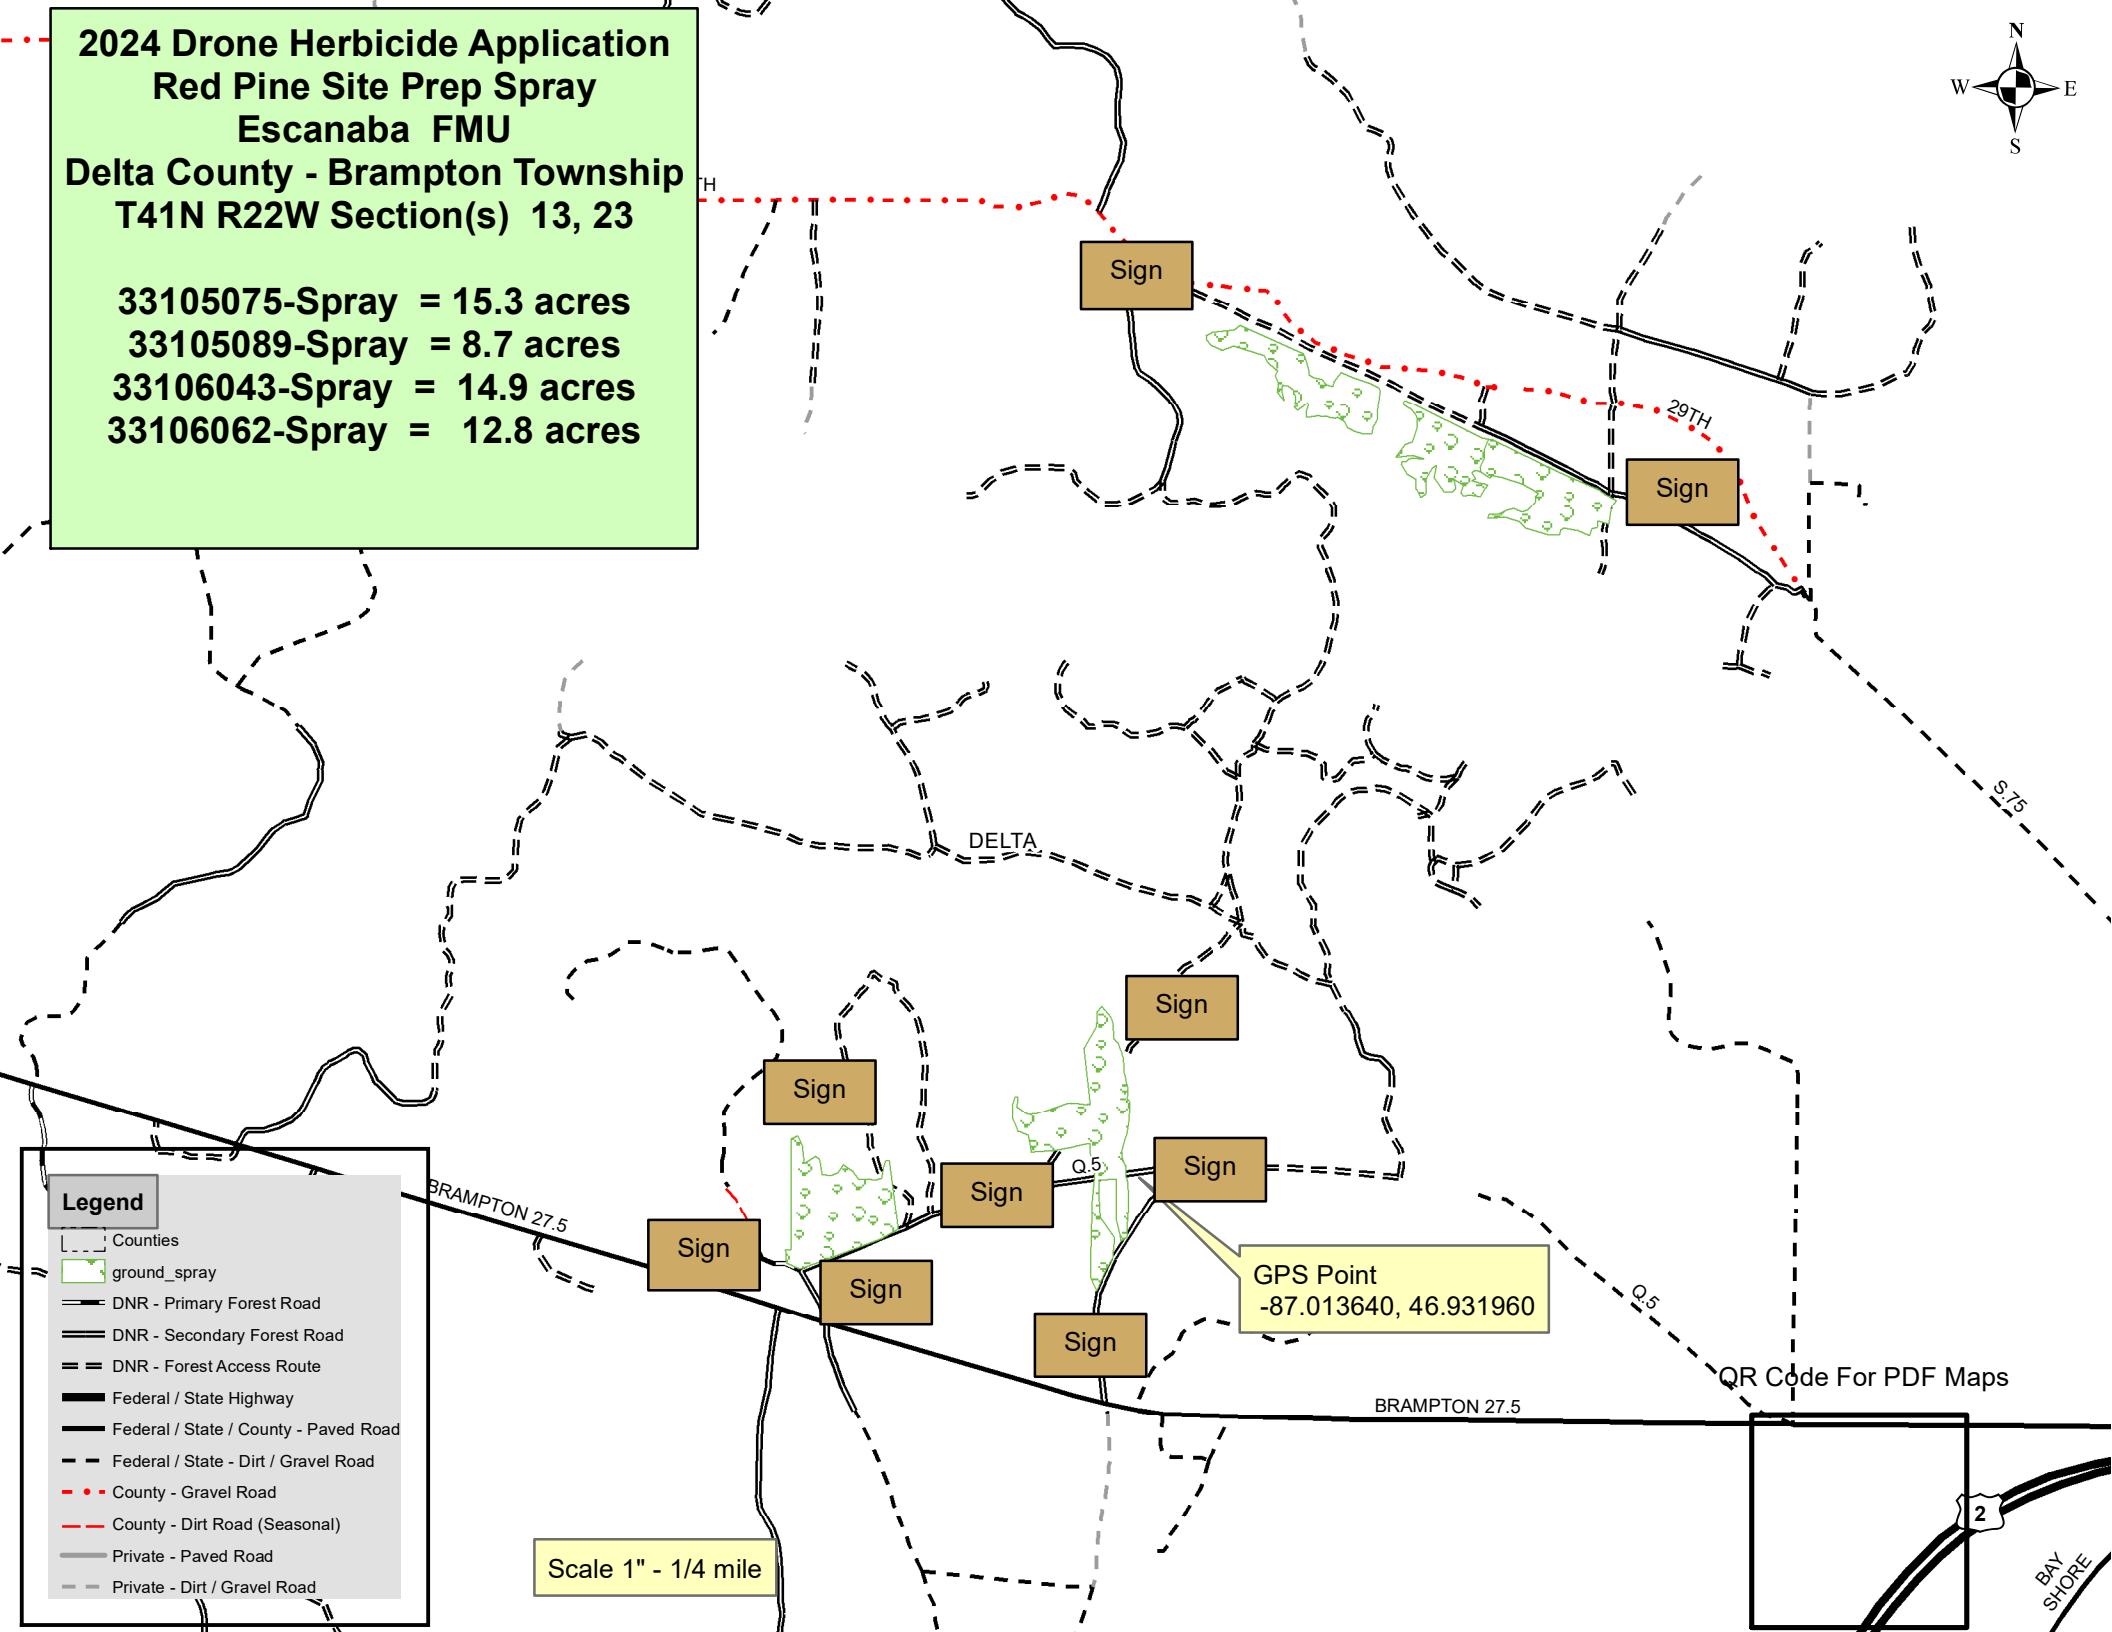 2024 Drone Herbicide Application
Red Pine Site Prep Spray
Escanaba FMU
Delta County - Brampton Township
T41N R22W Section(s) 13, 23
33105075-Spray = 15.3 acres
33105089-Spray = 8.7 acres
33106043-Spray = 14.9 acres
33106062-Spray = 12.8 acres
N
W
E
S
TH
Sign
29TH
Sign
S.75
DELTA
Sign
Sign
Q.5
Sign
Sign
BRAMPTON 27.5
Sign
Sign
Sign
GPS Point
-87.013640, 46.931960
Q.5
QR Code For PDF Maps
BRAMPTON 27.5
2
BAY
SHORE
Scale 1" - 1/4 mile
Legend
Counties
ground_spray
DNR - Primary Forest Road
DNR - Secondary Forest Road
DNR - Forest Access Route
Federal / State Highway
Federal / State / County - Paved Road
Federal / State - Dirt / Gravel Road
County - Gravel Road
County - Dirt Road (Seasonal)
Private - Paved Road
Private - Dirt / Gravel Road